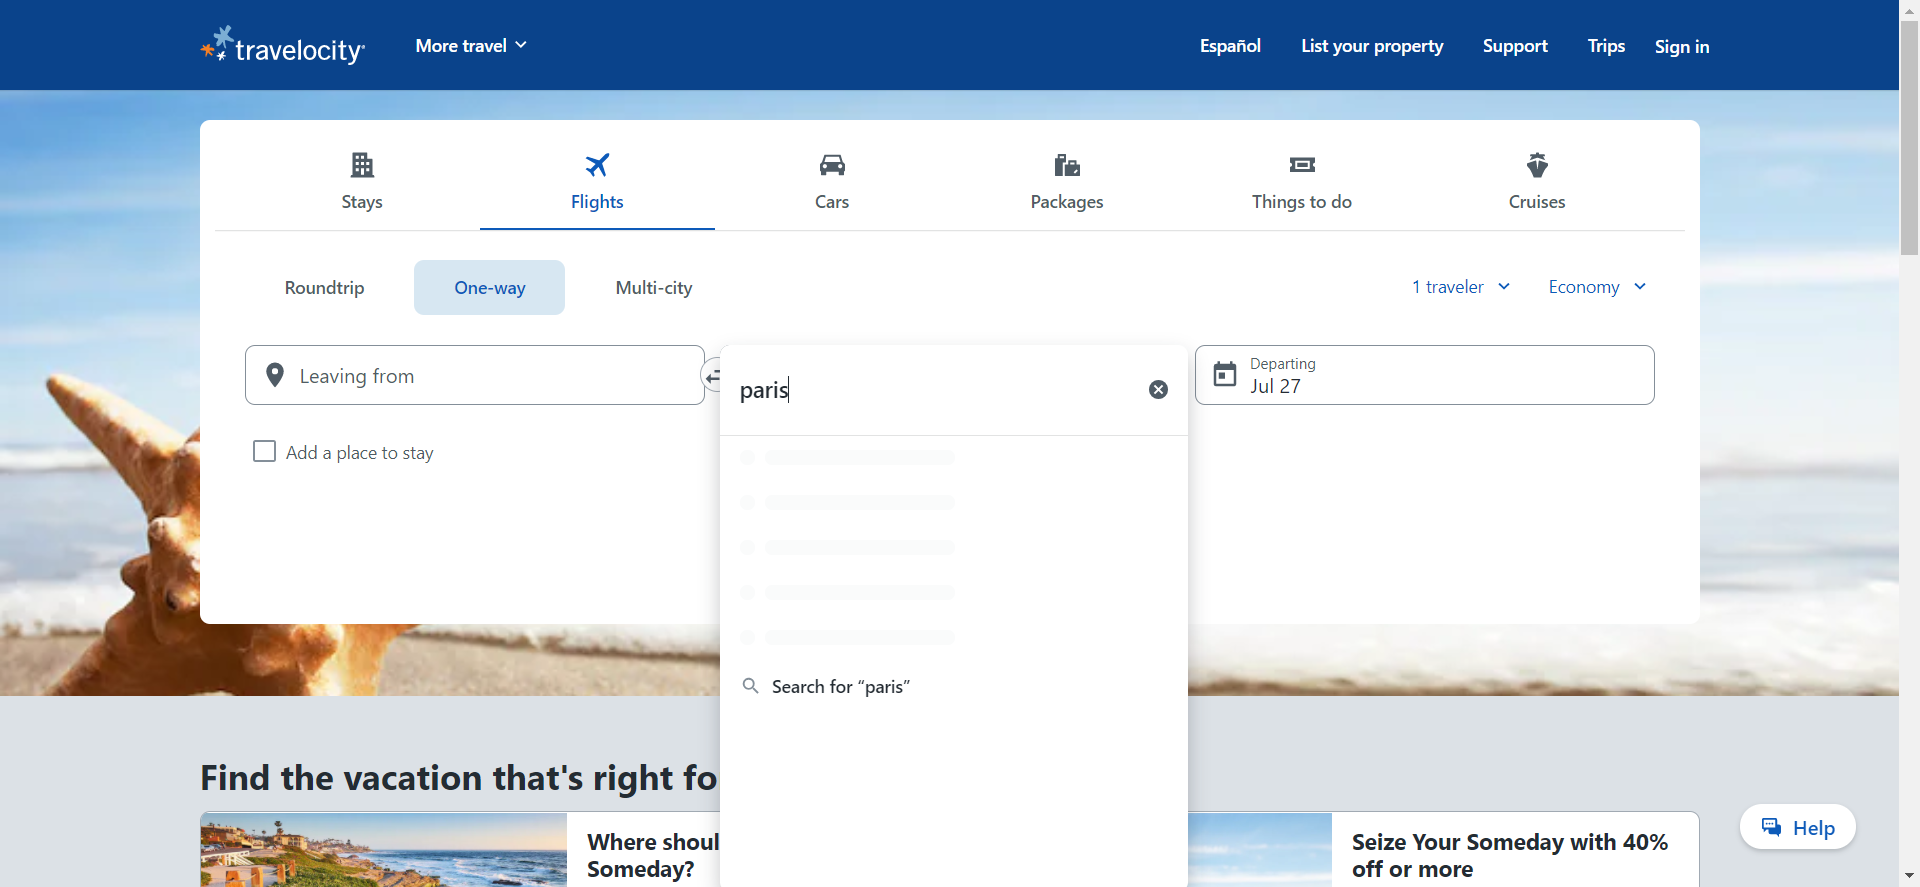 travelocity
More travel
Español
List your property
Support
Trips
Sign in
Stays
Flights
Cars
Packages
Things to do
Cruises
Roundtrip
One-way
Multi-city
1 traveler
Economy
Leaving from
paris
Departing
Jul 27
Add a place to stay
Search for “paris”
Find the vacation that's right fo
Where shoul
Someday?
Seize Your Someday with 40%
off or more
Help